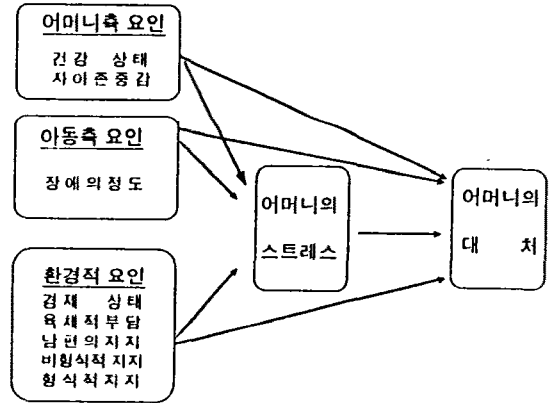 어머니측 요인
건강 상태
자아존중감
아동측 요인
장애의정도
환경적 요인
경제 상태
육체적부담
남편의지지
비형식적지지
형식적지지
어머니의
스트레스
어머니의
대 처